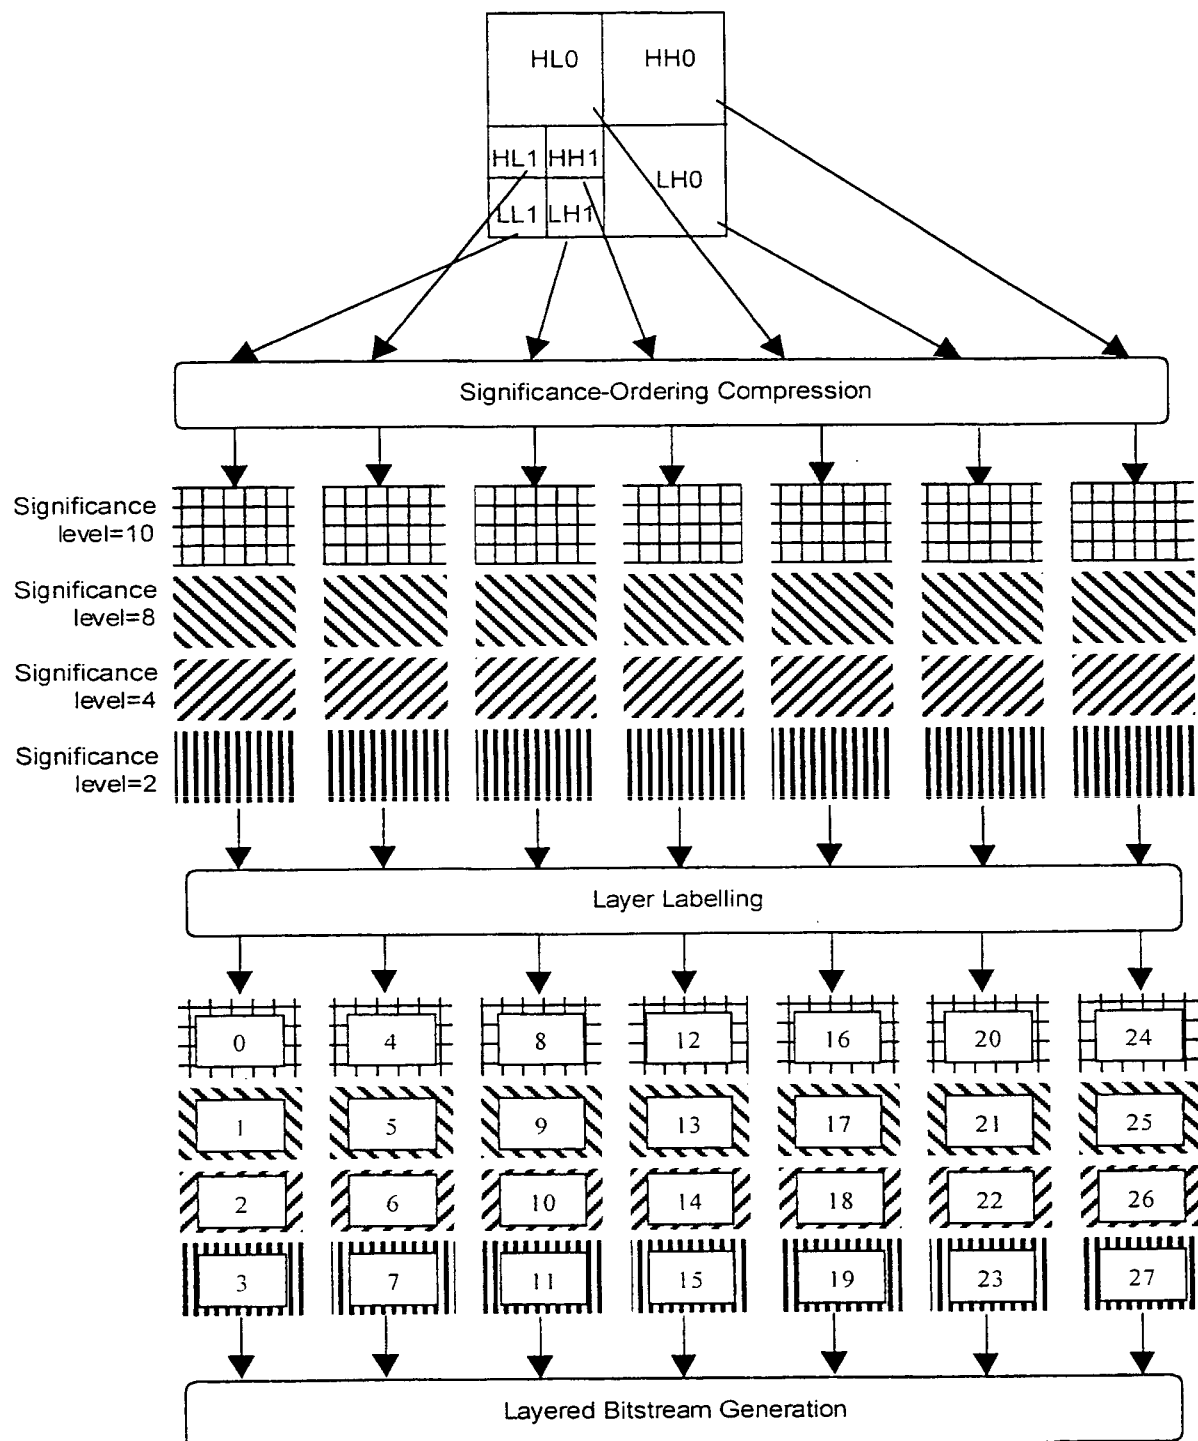 HL0 HH0
HL1 HH1
LH0
LL1 LH1
Significance-Ordering Compression
Significance
level=10
Significance
level=8
Significance
level=4
Significance
level=2
Layer Labelling
0 4 8 12 16 20 24
1 5 9 13 17 21 25
2 6 10 14 18 22 26
3 7 11 15 19 23 27
Layered Bitstream Generation